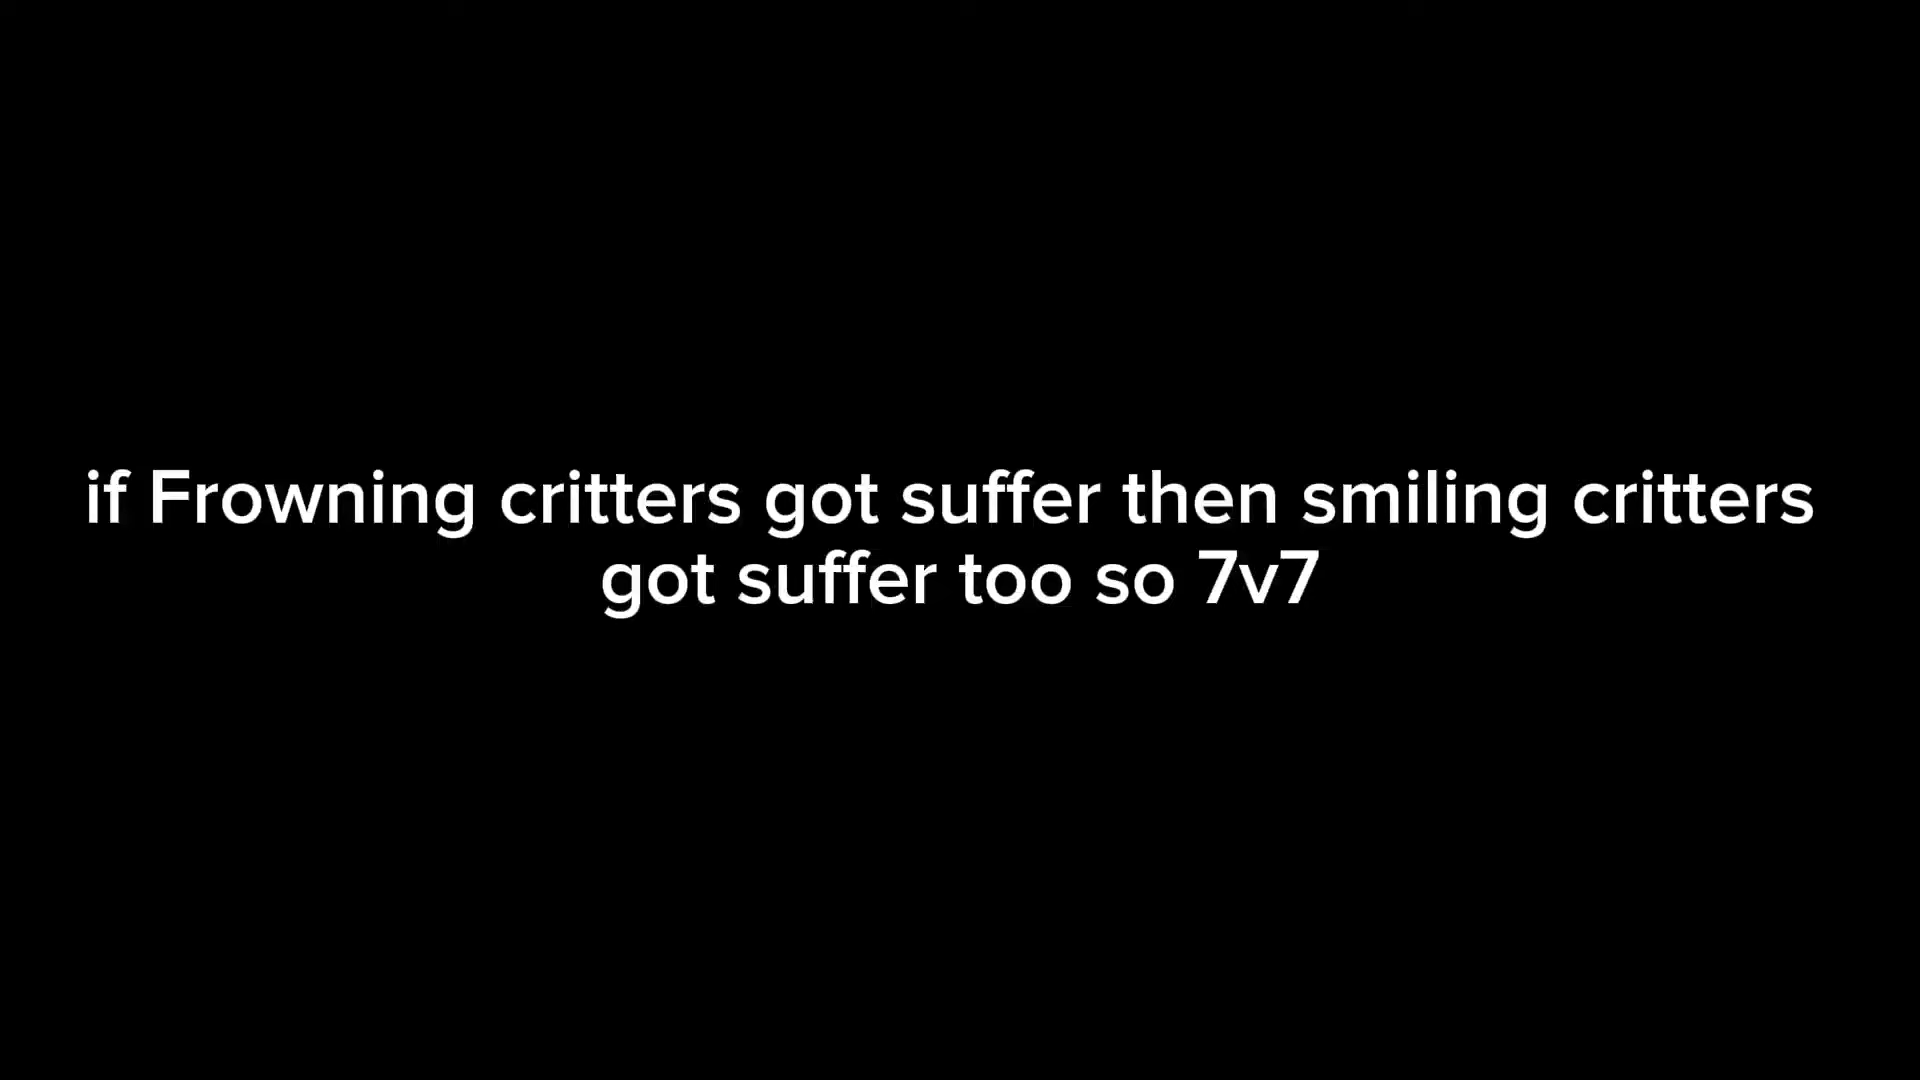 if Frowning critters got suffer then smiling critters
got suffer too so 7v7